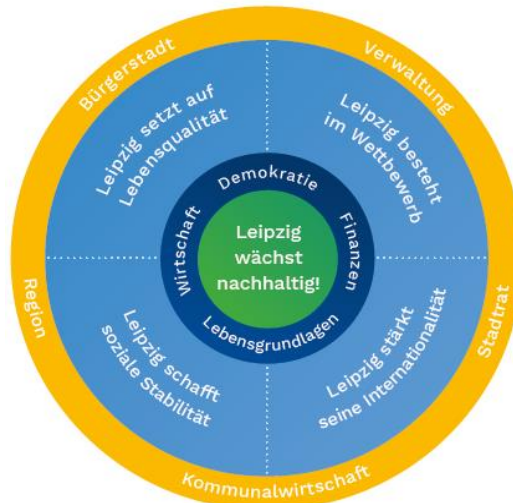 Bürgerstadt
Verwaltung
Leipzig setzt auf
Lebensqualität
Leipzig besteht
im Wettbewerb
Demokratie
Wirtschaft
Finanzen
Leipzig
wächst
nachhaltig!
Lebensgrundlagen
Region
Stadtrat
Leipzig schafft
soziale Stabilität
Leipzig stärkt
seine Internationalität
Kommunalwirtschaft